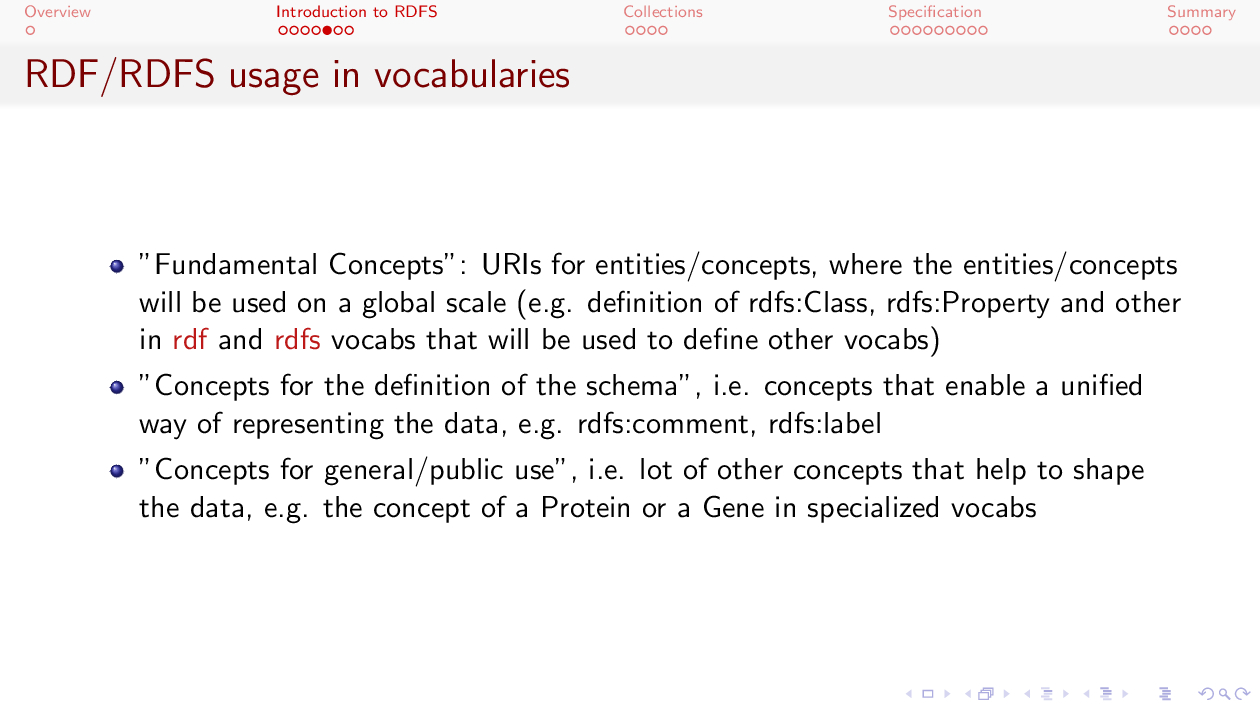 Overview Introduction to RDFS Collections Specification Summary
RDF/RDFS usage in vocabularies
”Fundamental Concepts”: URIs for entities/concepts, where the entities/concepts
will be used on a global scale (e.g. definition of rdfs:Class, rdfs:Property and other
in rdf and rdfs vocabs that will be used to define other vocabs)
”Concepts for the definition of the schema”, i.e. concepts that enable a unified
way of representing the data, e.g. rdfs:comment, rdfs:label
”Concepts for general/public use”, i.e. lot of other concepts that help to shape
the data, e.g. the concept of a Protein or a Gene in specialized vocabs